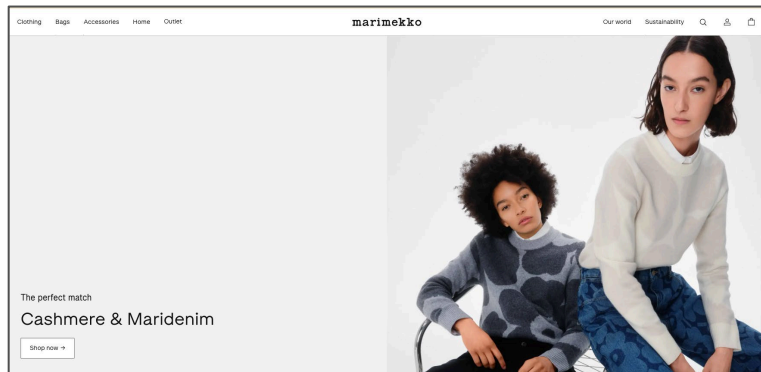 Clothing Bags Accessories Home Outlet marimekko Our world Sustainability
The perfect match
Cashmere & Maridenim
Shop now →